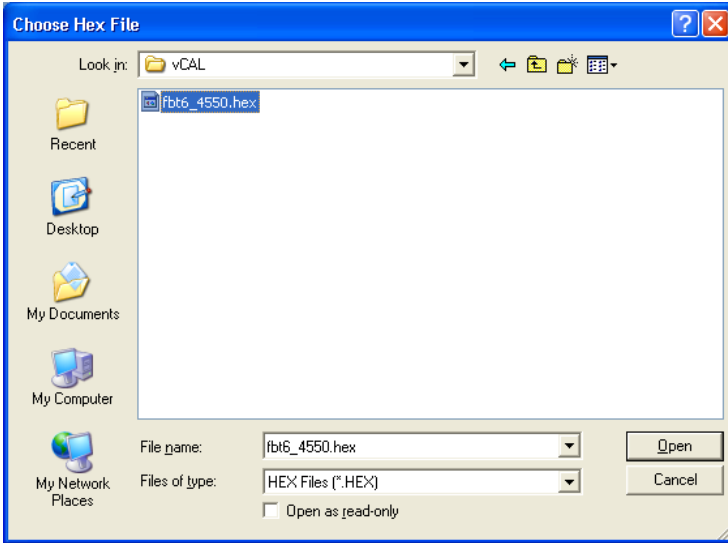 Choose Hex File
Look in: vCAL
fbt6_4550.hex
Recent
Desktop
My Documents
My Computer
My Network
Places
File name: fbt6_4550.hex
Open
Files of type: HEX Files (*.HEX)
Cancel
Open as read-only